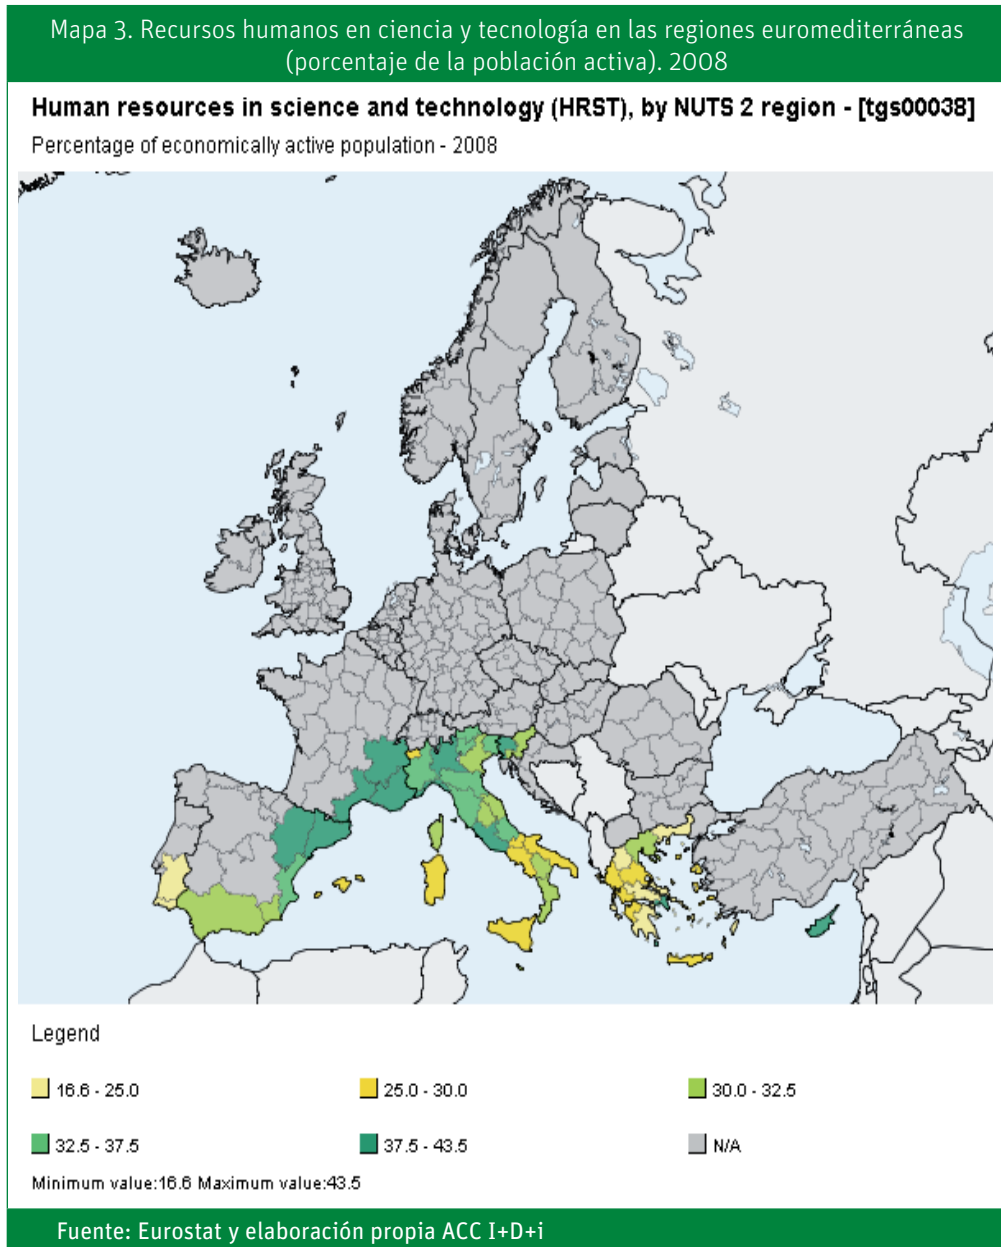 Mapa 3. Recursos humanos en ciencia y tecnología en las regiones euromediterráneas
(porcentaje de la población activa). 2008
Human resources in science and technology (HRST), by NUTS 2 region - [tgs00038]
Percentage of economically active population - 2008
Legend
16.6 - 25.0
25.0 - 30.0
30.0 - 32.5
32.5 - 37.5
37.5 - 43.5
N/A
Minimum value:16.6 Maximum value:43.5
Fuente: Eurostat y elaboración propia ACC I+D+i